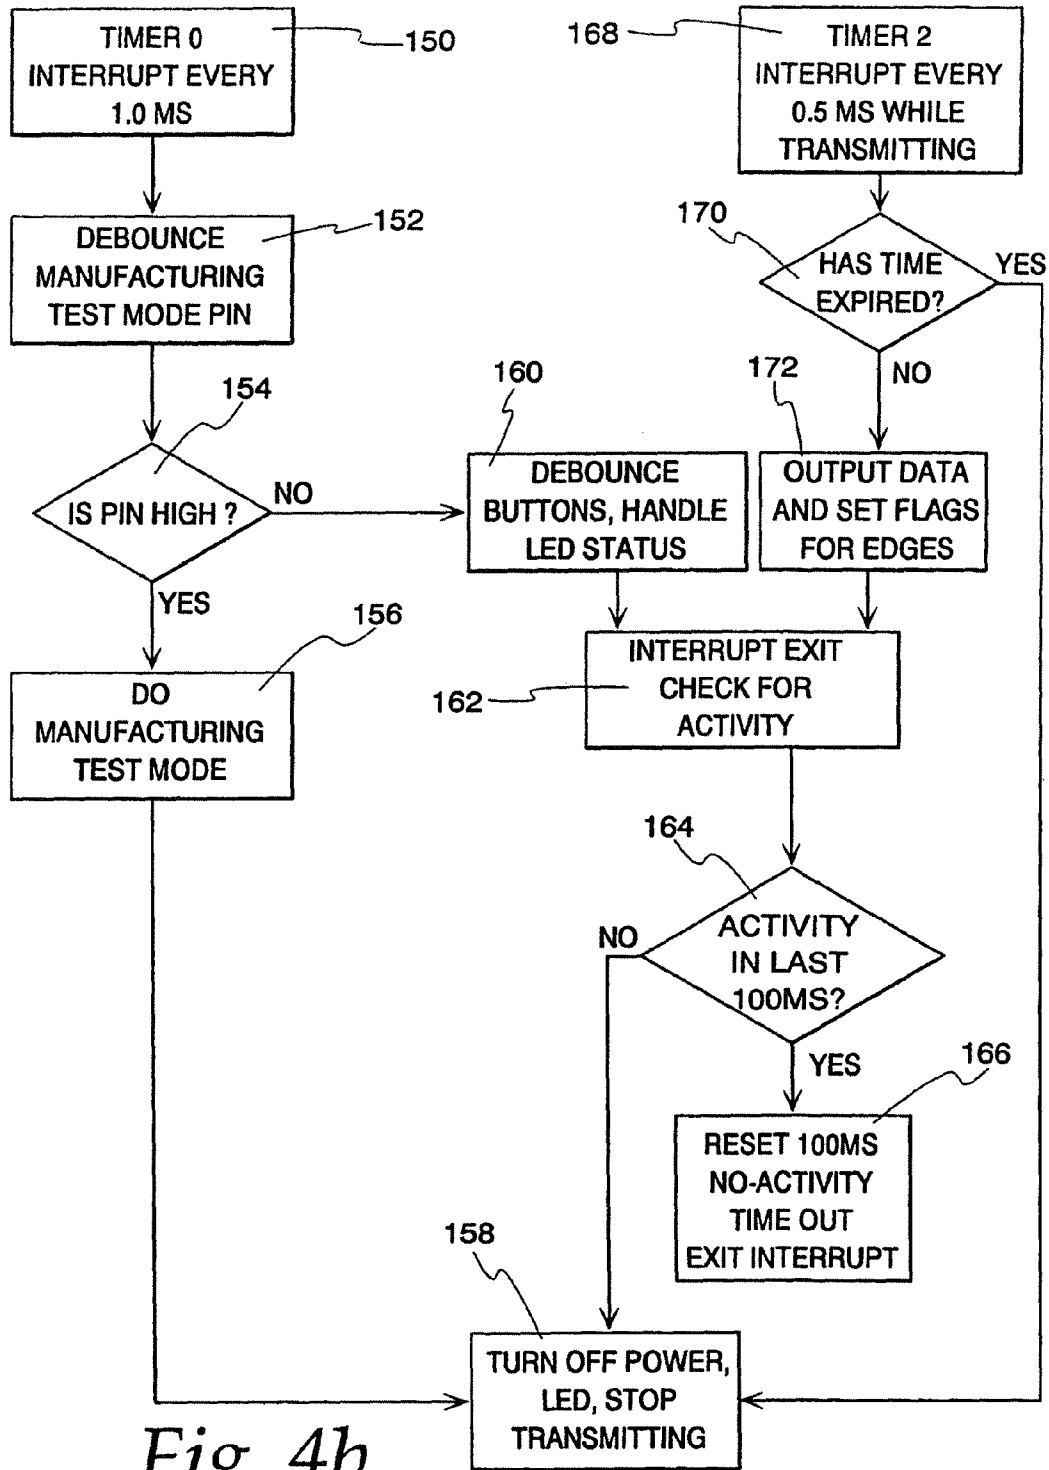 TIMER 0
INTERRUPT EVERY
1.0 MS
150
168
TIMER 2
INTERRUPT EVERY
0.5 MS WHILE
TRANSMITTING
DEBOUNCE
MANUFACTURING
TEST MODE PIN
152
170
HAS TIME
EXPIRED?
YES
NO
154
IS PIN HIGH ?
NO
YES
160
DEBOUNCE
BUTTONS, HANDLE
LED STATUS
172
OUTPUT DATA
AND SET FLAGS
FOR EDGES
156
DO
MANUFACTURING
TEST MODE
162
INTERRUPT EXIT
CHECK FOR
ACTIVITY
164
ACTIVITY
IN LAST
100MS?
NO
YES
166
RESET 100MS
NO-ACTIVITY
TIME OUT
EXIT INTERRUPT
158
TURN OFF POWER,
LED, STOP
TRANSMITTING
Fig. 4b